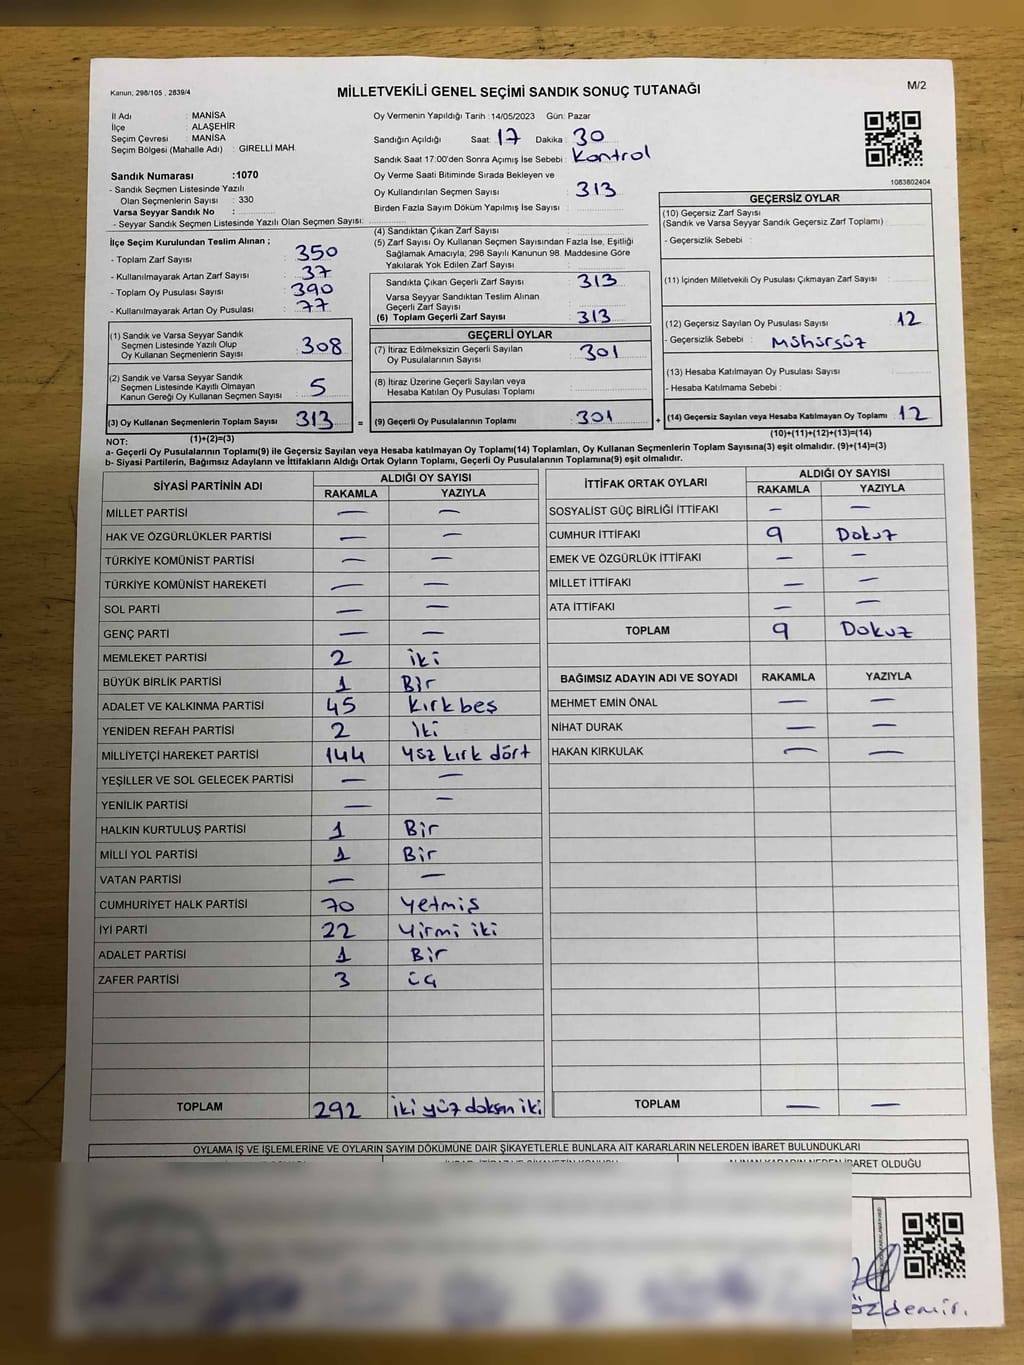 Kanun, 298/105 , 2839/4
MİLLETVEKİLİ GENEL SEÇİMİ SANDIK SONUÇ TUTANAĞI
M/2
İl Adı : MANİSA
İlçe : ALAŞEHİR
Seçim Çevresi : MANİSA
Seçim Bölgesi (Mahalle Adı) : GİRELLİ MAH.
Sandık Numarası :1070
- Sandık Seçmen Listesinde Yazılı
Olan Seçmenlerin Sayısı : 330
Varsa Seyyar Sandık No :
- Seyyar Sandık Seçmen Listesinde Yazılı Olan Seçmen Sayısı:
Oy Vermenin Yapıldığı Tarih :14/05/2023 Gün: Pazar
Sandığın Açıldığı Saat: 17 Dakika : 30
Sandık Saat 17:00'den Sonra Açımış İse Sebebi : Kontrol
Oy Verme Saati Bitiminde Sırada Bekleyen ve
Oy Kullandırılan Seçmen Sayısı : 313
Birden Fazla Sayım Döküm Yapılmış İse Sayısı :
1083802404
İlçe Seçim Kurulundan Teslim Alınan ;
- Toplam Zarf Sayısı : 350
- Kullanılmayarak Artan Zarf Sayısı : 37
- Toplam Oy Pusulası Sayısı : 390
- Kullanılmayarak Artan Oy Pusulası : 77
(1) Sandık ve Varsa Seyyar Sandık
Seçmen Listesinde Yazılı Olup
Oy Kullanan Seçmenlerin Sayısı : 308
(2) Sandık ve Varsa Seyyar Sandık
Seçmen Listesinde Kayıtlı Olmayan
Kanun Gereği Oy Kullanan Seçmen Sayısı : 5
(3) Oy Kullanan Seçmenlerin Toplam Sayısı : 313
(4) Sandıktan Çıkan Zarf Sayısı :
(5) Zarf Sayısı Oy Kullanan Seçmen Sayısından Fazla İse, Eşitliği
Sağlamak Amacıyla; 298 Sayılı Kanunun 98. Maddesine Göre
Yakılarak Yok Edilen Zarf Sayısı :
Sandıkta Çıkan Geçerli Zarf Sayısı : 313
Varsa Seyyar Sandıktan Teslim Alınan
Geçerli Zarf Sayısı :
(6) Toplam Geçerli Zarf Sayısı : 313
GEÇERLİ OYLAR
(7) İtiraz Edilmeksizin Geçerli Sayılan
Oy Pusulalarının Sayısı : 301
(8) İtiraz Üzerine Geçerli Sayılan veya
Hesaba Katılan Oy Pusulası Toplamı :
= (9) Geçerli Oy Pusulalarının Toplamı : 301
GEÇERSİZ OYLAR
(10) Geçersiz Zarf Sayısı
(Sandık ve Varsa Seyyar Sandık Geçersiz Zarf Toplamı)
- Geçersizlik Sebebi :
(11) İçinden Milletvekili Oy Pusulası Çıkmayan Zarf Sayısı :
(12) Geçersiz Sayılan Oy Pusulası Sayısı : 12
- Geçersizlik Sebebi : Mühürsüz
(13) Hesaba Katılmayan Oy Pusulası Sayısı :
- Hesaba Katılmama Sebebi :
+ (14) Geçersiz Sayılan veya Hesaba Katılmayan Oy Toplamı : 12
(1)+(2)=(3)
(10)+(11)+(12)+(13)=(14)
NOT:
a- Geçerli Oy Pusulalarının Toplamı(9) ile Geçersiz Sayılan veya Hesaba katılmayan Oy Toplamı(14) Toplamları, Oy Kullanan Seçmenlerin Toplam Sayısına(3) eşit olmalıdır. (9)+(14)=(3)
b- Siyasi Partilerin, Bağımsız Adayların ve İttifakların Aldığı Ortak Oyların Toplamı, Geçerli Oy Pusulalarının Toplamına(9) eşit olmalıdır.
SİYASİ PARTİNİN ADI ALDIĞI OY SAYISI
RAKAMLA YAZIYLA
MİLLET PARTİSİ — —
HAK VE ÖZGÜRLÜKLER PARTİSİ — —
TÜRKİYE KOMÜNİST PARTİSİ — —
TÜRKİYE KOMÜNİST HAREKETİ — —
SOL PARTİ — —
GENÇ PARTİ — —
MEMLEKET PARTİSİ 2 iki
BÜYÜK BİRLİK PARTİSİ 1 Bir
ADALET VE KALKINMA PARTİSİ 45 kırk beş
YENİDEN REFAH PARTİSİ 2 İki
MİLLİYETÇİ HAREKET PARTİSİ 144 yüz kırk dört
YEŞİLLER VE SOL GELECEK PARTİSİ — —
YENİLİK PARTİSİ — —
HALKIN KURTULUŞ PARTİSİ 1 Bir
MİLLİ YOL PARTİSİ 1 Bir
VATAN PARTİSİ — —
CUMHURİYET HALK PARTİSİ 70 Yetmiş
İYİ PARTİ 22 Yirmi iki
ADALET PARTİSİ 1 Bir
ZAFER PARTİSİ 3 üç
TOPLAM 292 iki yüz doksan iki
İTTİFAK ORTAK OYLARI ALDIĞI OY SAYISI
RAKAMLA YAZIYLA
SOSYALİST GÜÇ BİRLİĞİ İTTİFAKI — —
CUMHUR İTTİFAKI 9 Dokuz
EMEK VE ÖZGÜRLÜK İTTİFAKI — —
MİLLET İTTİFAKI — —
ATA İTTİFAKI — —
TOPLAM 9 Dokuz
BAĞIMSIZ ADAYIN ADI VE SOYADI RAKAMLA YAZIYLA
MEHMET EMİN ÖNAL — —
NİHAT DURAK — —
HAKAN KIRKULAK — —
TOPLAM — —
OYLAMA İŞ VE İŞLEMLERİNE VE OYLARIN SAYIM DÖKÜMÜNE DAİR ŞİKAYETLERLE BUNLARA AİT KARARLARIN NELERDEN İBARET BULUNDUKLARI
ALINAN KARARIN NEDEN İBARET OLDUĞU
özdemir.